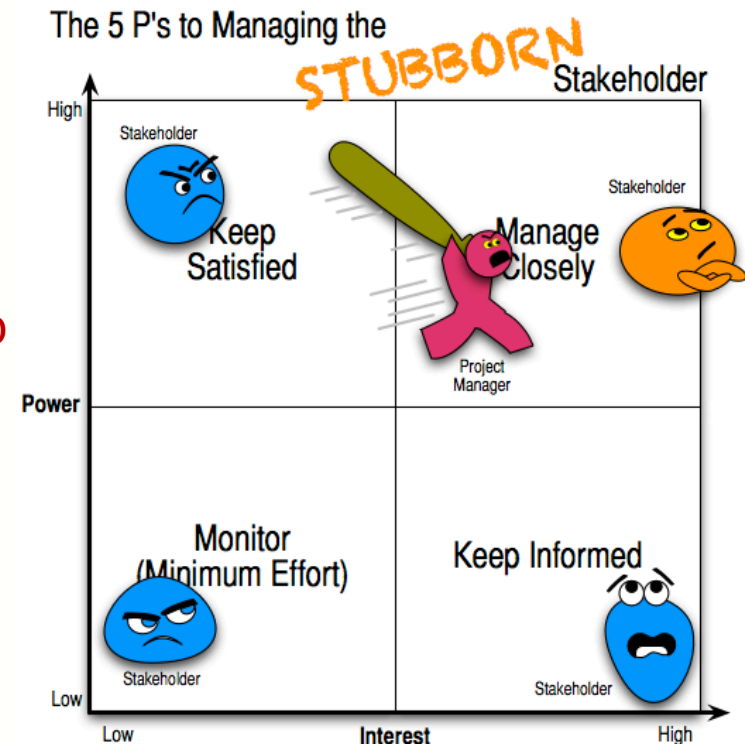 The 5 P's to Managing the
STUBBORN
Stakeholder
High
Stakeholder
Keep
Satisfied
Stakeholder
Manage
Closely
Project
Manager
Power
Monitor
(Minimum Effort)
Stakeholder
Keep Informed
Stakeholder
Low
Low
Interest
High